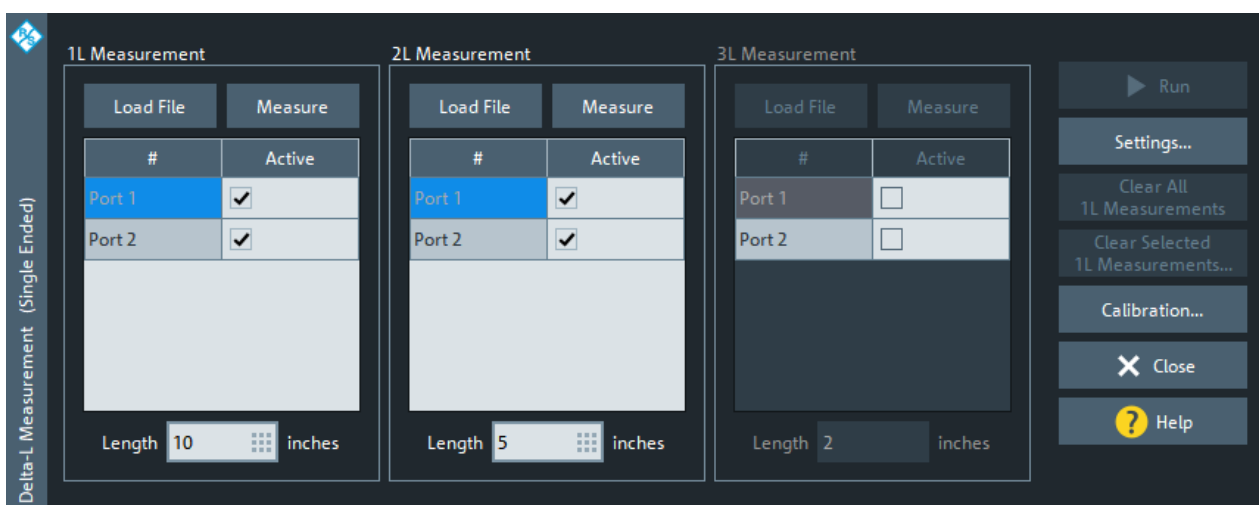 R&S
Delta-L Measurement (Single Ended)
1L Measurement
Load File Measure
# Active
Port 1
Port 2
Length 10 inches
2L Measurement
Load File Measure
# Active
Port 1
Port 2
Length 5 inches
3L Measurement
Load File Measure
# Active
Port 1
Port 2
Length 2 inches
Run
Settings...
Clear All
1L Measurements
Clear Selected
1L Measurements...
Calibration...
Close
? Help